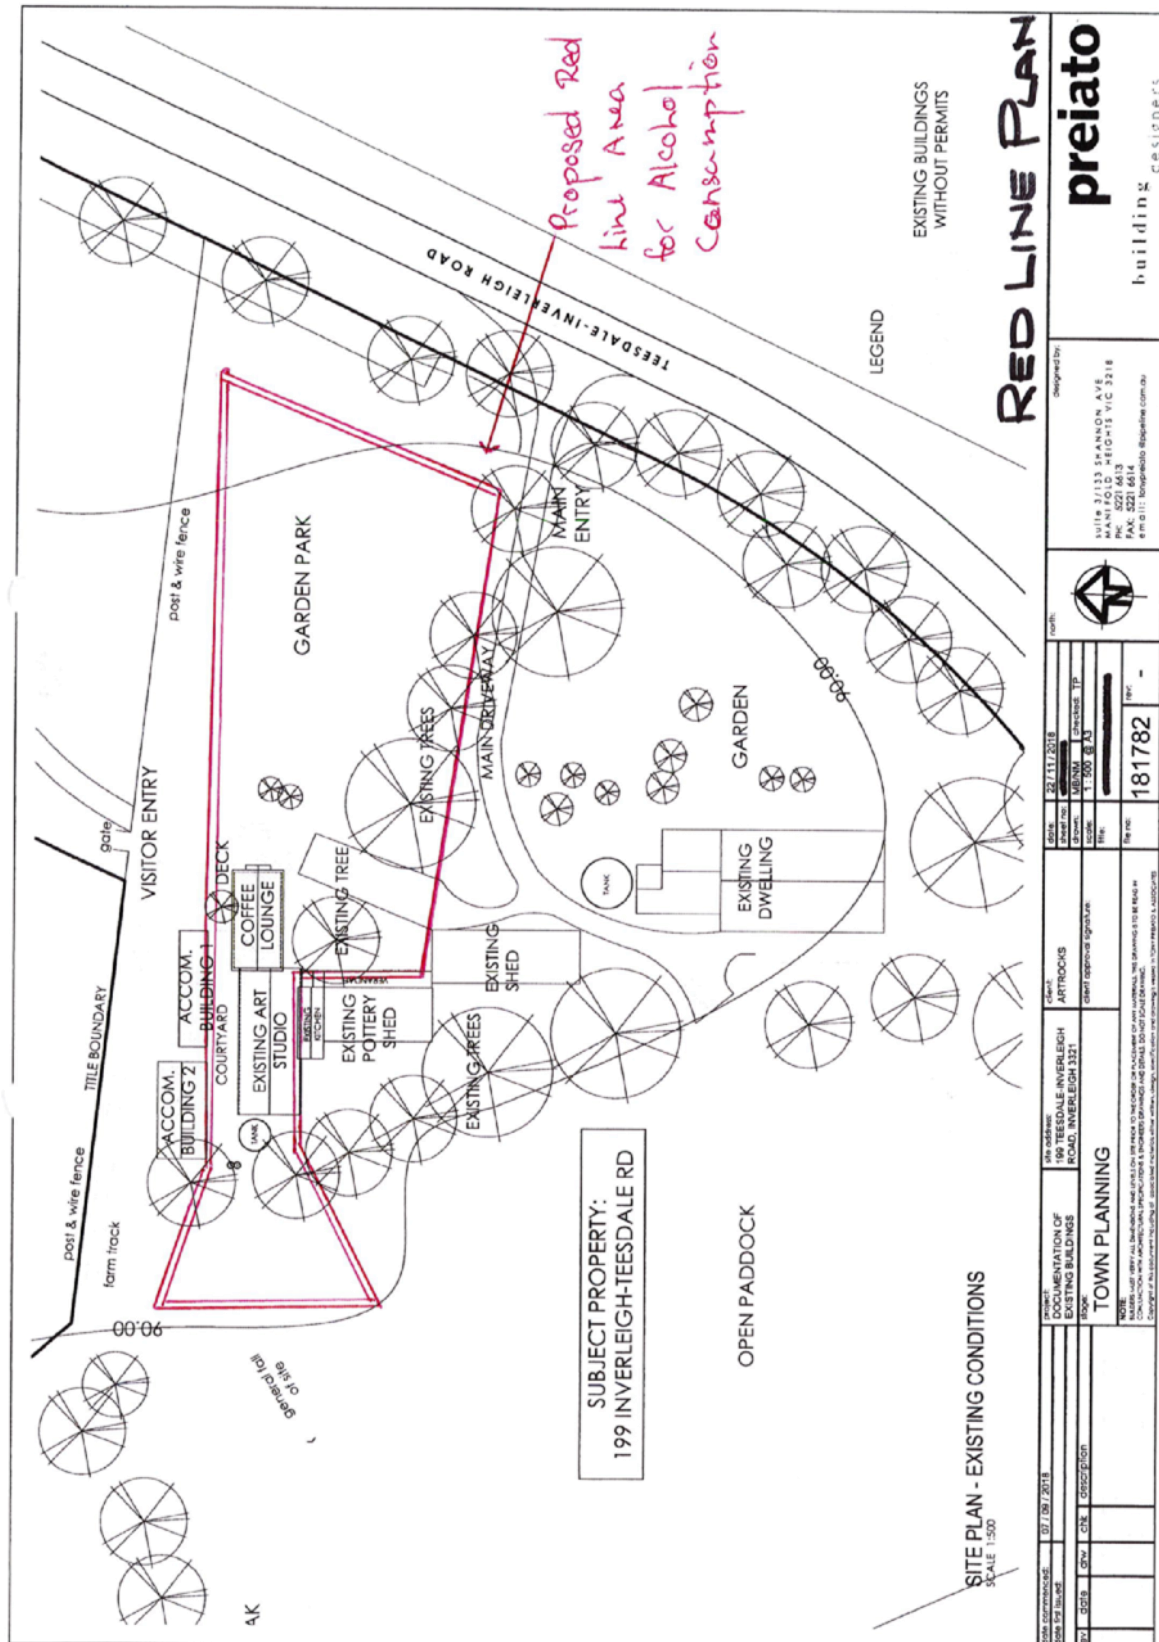 Proposed Red
Line Area
for Alcohol
Consumption
EXISTING BUILDINGS
WITHOUT PERMITS
LEGEND
TEESDALE-INVERLEIGH ROAD
post & wire fence
GARDEN PARK
MAIN
ENTRY
VISITOR ENTRY
gate
EXISTING TREES
MAIN DRIVEWAY
90.00
GARDEN
DECK
COFFEE
LOUNGE
EXISTING TREE
TANK
EXISTING
DWELLING
ACCOM.
BUILDING 1
COURTYARD
EXISTING ART
STUDIO
EXISTING
KITCHEN
VERANDAH
EXISTING
POTTERY
SHED
EXISTING
SHED
TITLE BOUNDARY
ACCOM.
BUILDING 2
TANK
EXISTING TREES
post & wire fence
farm track
90.00
general fall
of site
SUBJECT PROPERTY:
199 INVERLEIGH-TEESDALE RD
OPEN PADDOCK
AK
SITE PLAN - EXISTING CONDITIONS
SCALE 1:500
RED LINE PLAN
date commenced: 07 / 09 / 2018
date first issued:
rev date drw chk description
project:
DOCUMENTATION OF
EXISTING BUILDINGS
site address:
199 TEESDALE-INVERLEIGH
ROAD, INVERLEIGH 3321
client:
ARTROCKS
stage:
TOWN PLANNING
client approval signature:
NOTE:
date: 22 / 11 / 2018
sheet no:
drawn: MB/NM checked: TP
scale: 1 : 500 @ A3
title:
file no: 181782
rev: -
north:
N
designed by:
suite 3/133 SHANNON AVE
MANIFOLD HEIGHTS VIC 3218
PH: 5221 6613
FAX: 5221 6614
preiato
building designers